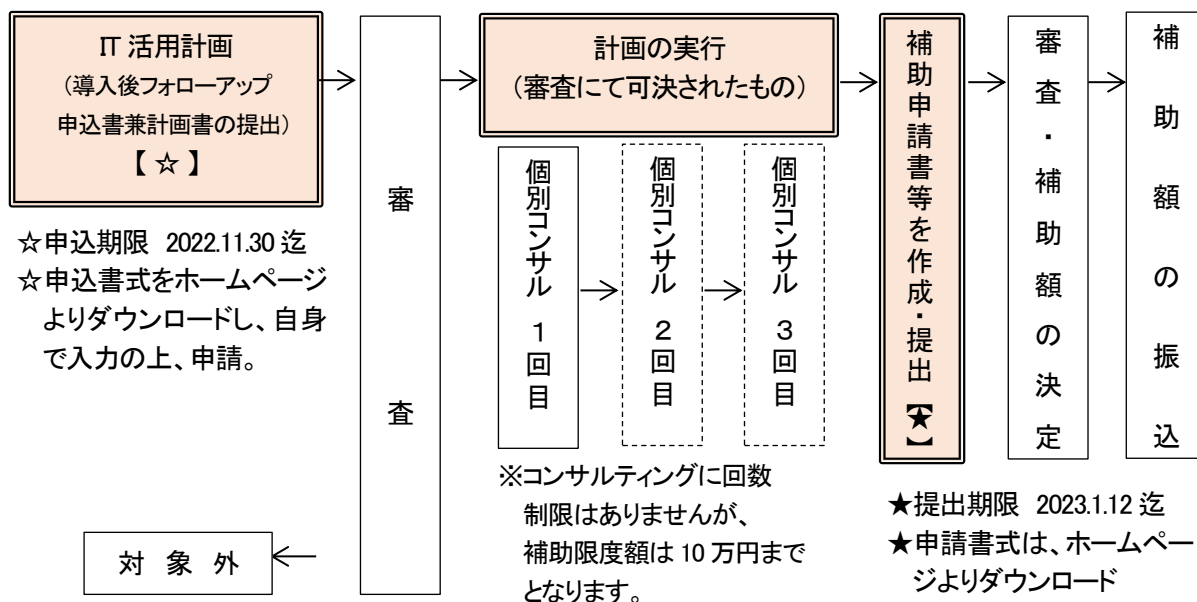 IT 活用計画
(導入後フォローアップ
申込書兼計画書の提出)
【 ☆ 】
☆申込期限 2022.11.30 迄
☆申込書式をホームページ
よりダウンロードし、自身
で入力の上、申請。
審査
対 象 外
計画の実行
(審査にて可決されたもの)
個別コンサル 1回目
個別コンサル 2回目
個別コンサル 3回目
※コンサルティングに回数
制限はありませんが、
補助限度額は 10 万円まで
となります。
補助申請書等を作成・提出【★】
★提出期限 2023.1.12 迄
★申請書式は、ホームペー
ジよりダウンロード
審査・補助額の決定
補助額の振込